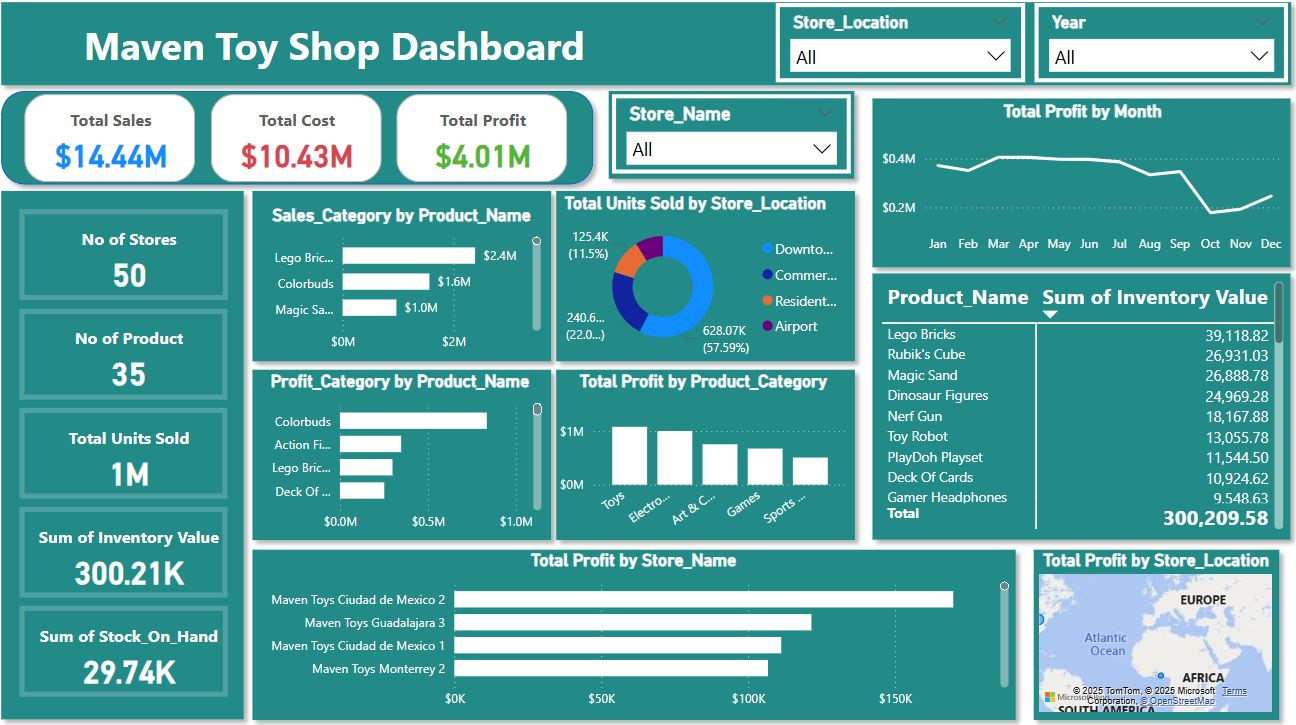 Maven Toy Shop Dashboard
Store_Location
All
Year
All
Total Sales
$14.44M
Total Cost
$10.43M
Total Profit
$4.01M
Store_Name
All
Total Profit by Month
$0.4M
$0.2M
Jan Feb Mar Apr May Jun Jul Aug Sep Oct Nov Dec
No of Stores
50
No of Product
35
Total Units Sold
1M
Sum of Inventory Value
300.21K
Sum of Stock_On_Hand
29.74K
Sales_Category by Product_Name
Lego Bric... $2.4M
Colorbuds $1.6M
Magic Sa... $1.0M
$0M $2M
Total Units Sold by Store_Location
125.4K
(11.5%)
240.6...
(22.0...)
628.07K
(57.59%)
Downto...
Commer...
Resident...
Airport
Product_Name Sum of Inventory Value
Lego Bricks 39,118.82
Rubik's Cube 26,931.03
Magic Sand 26,888.78
Dinosaur Figures 24,969.28
Nerf Gun 18,167.88
Toy Robot 13,055.78
PlayDoh Playset 11,544.50
Deck Of Cards 10,924.62
Gamer Headphones 9,548.63
Total 300,209.58
Profit_Category by Product_Name
Colorbuds
Action Fi...
Lego Bric...
Deck Of ...
$0.0M $0.5M $1.0M
Total Profit by Product_Category
$1M
$0M
Toys Electro... Art & C... Games Sports ...
Total Profit by Store_Name
Maven Toys Ciudad de Mexico 2
Maven Toys Guadalajara 3
Maven Toys Ciudad de Mexico 1
Maven Toys Monterrey 2
$0K $50K $100K $150K
Total Profit by Store_Location
EUROPE
Atlantic
Ocean
AFRICA
© 2025 TomTom, © 2025 Microsoft Terms
Corporation, © OpenStreetMap
SOUTH AMERICA